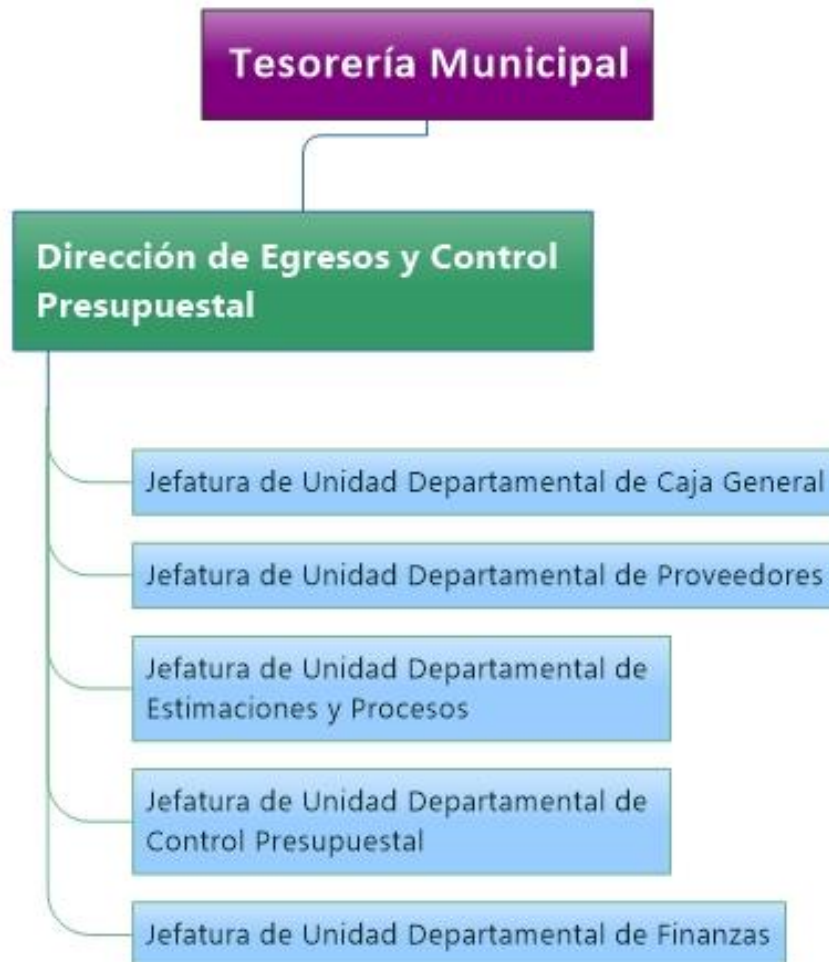 Tesorería Municipal
Dirección de Egresos y Control
Presupuestal
Jefatura de Unidad Departamental de Caja General
Jefatura de Unidad Departamental de Proveedores
Jefatura de Unidad Departamental de
Estimaciones y Procesos
Jefatura de Unidad Departamental de
Control Presupuestal
Jefatura de Unidad Departamental de Finanzas